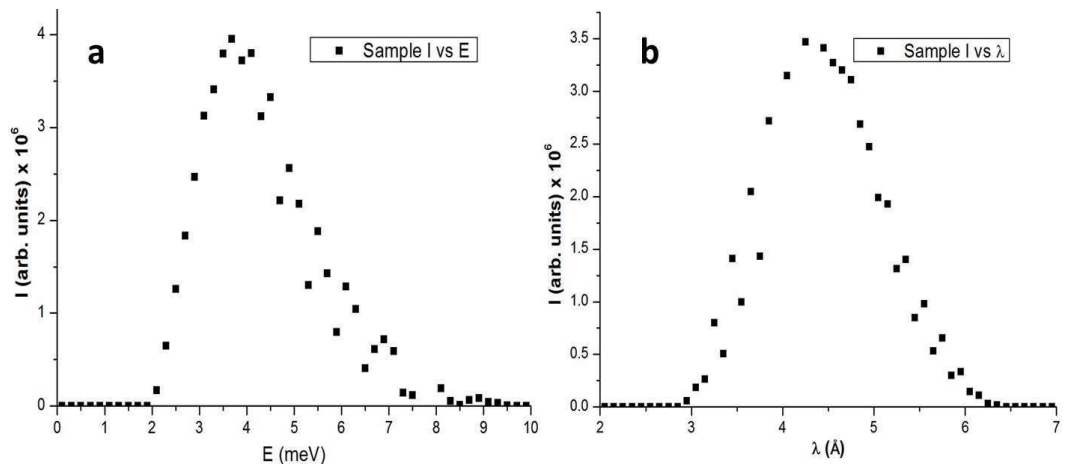 a
Sample I vs E
I (arb. units) x 10⁶
4
3
2
1
0
0 1 2 3 4 5 6 7 8 9 10
E (meV)
b
Sample I vs λ
I (arb. units) x 10⁶
3.5
3.0
2.5
2.0
1.5
1.0
0.5
0.0
2 3 4 5 6 7
λ (Å)